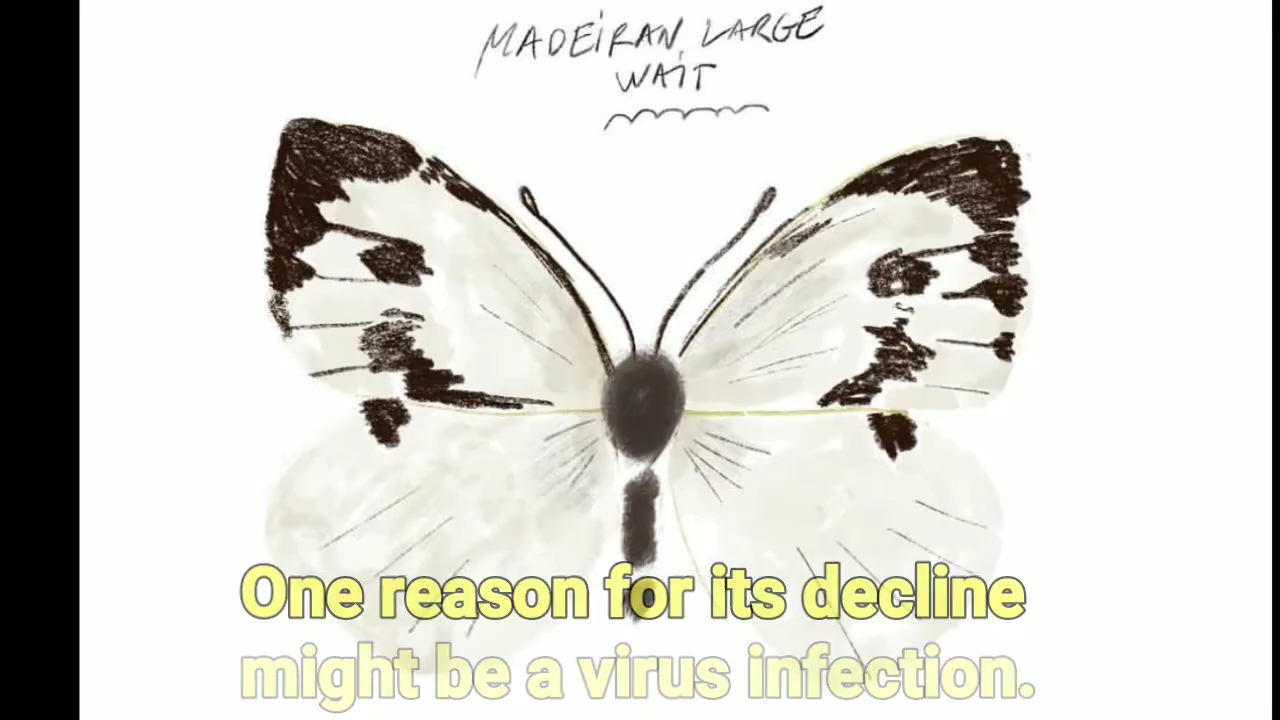 MADEiRAN LARGE
WAiT
One reason for its decline
might be a virus infection.